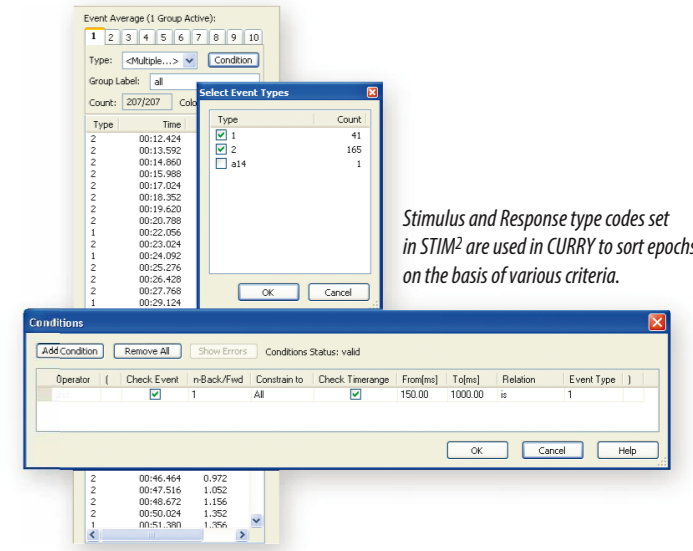 Event Average (1 Group Active):
1 2 3 4 5 6 7 8 9 10
Type: <Multiple...> Condition
Group Label: all
Count: 207/207 Colo
Type Time
2 00:12.424
2 00:13.592
2 00:14.860
2 00:15.988
2 00:17.024
2 00:18.352
2 00:19.620
2 00:20.788
1 00:22.056
2 00:23.024
1 00:24.092
2 00:25.276
2 00:26.428
2 00:27.768
1 00:29.124
Select Event Types
Type Count
1 41
2 165
a14 1
OK Cancel
Stimulus and Response type codes set
in STIM2 are used in CURRY to sort epochs
on the basis of various criteria.
Conditions
Add Condition Remove All Show Errors Conditions Status: valid
Operator ( Check Event n-Back/Fwd Constrain to Check Timerange From[ms] To[ms] Relation Event Type )
1 All 150.00 1000.00 is 1
OK Cancel Help
2 00:46.464 0.972
2 00:47.516 1.052
2 00:48.672 1.156
2 00:50.024 1.352
1 00:51.380 1.356